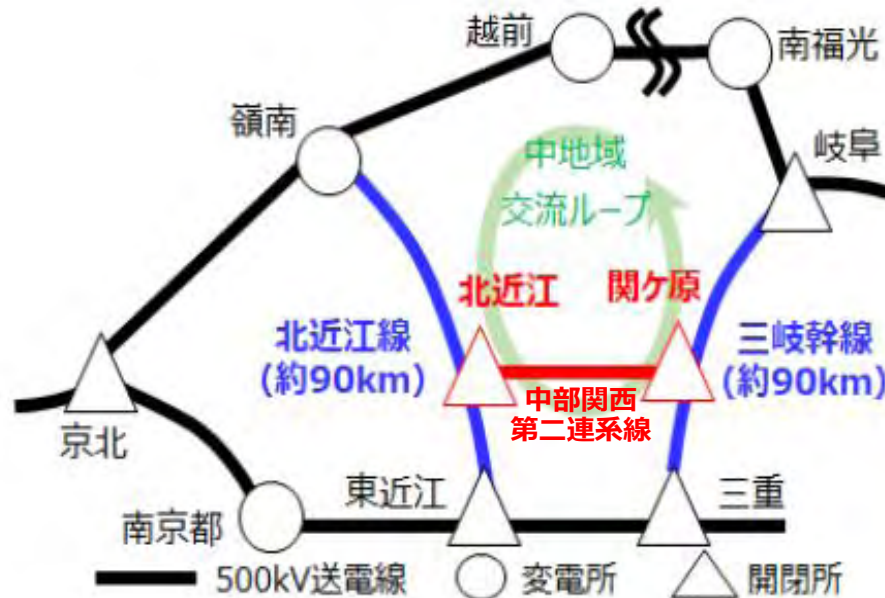 越前
南福光
嶺南
岐阜
中地域
交流ループ
北近江
関ケ原
北近江線
(約90km)
三岐幹線
(約90km)
中部関西
第二連系線
京北
東近江
三重
南京都
500kV送電線
変電所
開閉所